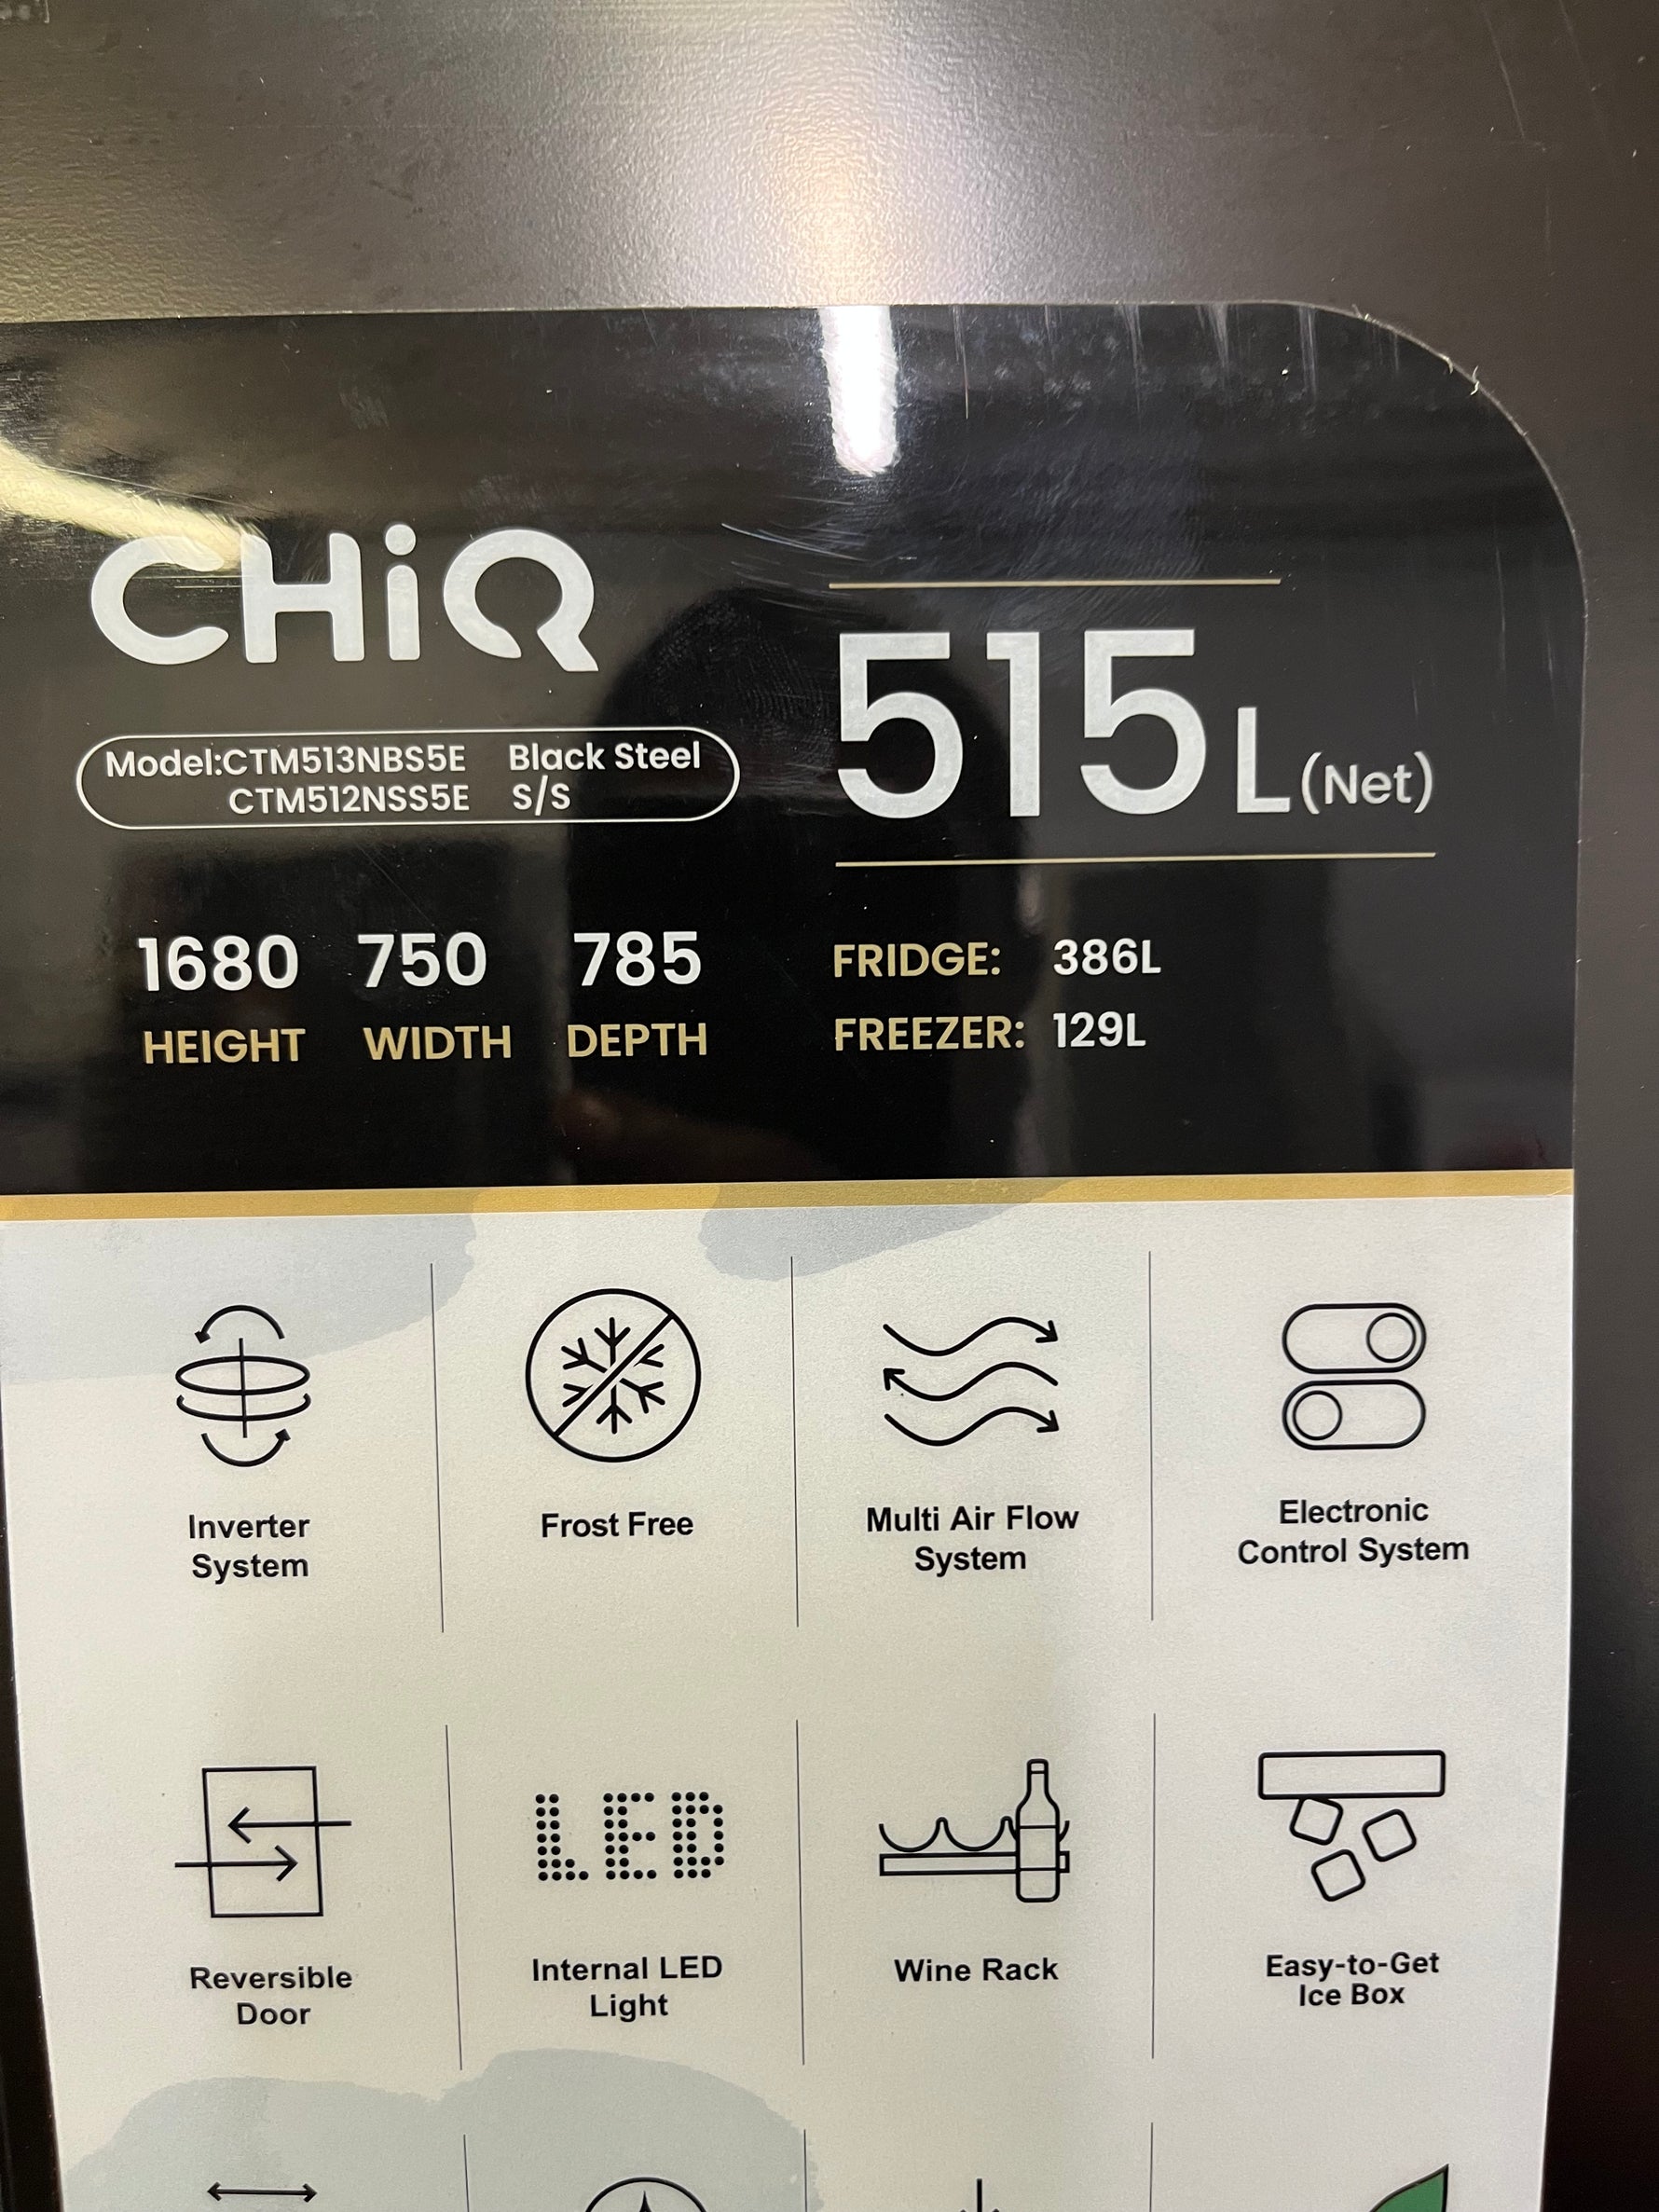 CHiQ
Model:CTM513NBS5E Black Steel
CTM512NSS5E S/S
515L(Net)
1680 750 785
HEIGHT WIDTH DEPTH
FRIDGE: 386L
FREEZER: 129L
Inverter
System
Frost Free
Multi Air Flow
System
Electronic
Control System
Reversible
Door
LED
Internal LED
Light
Wine Rack
Easy-to-Get
Ice Box